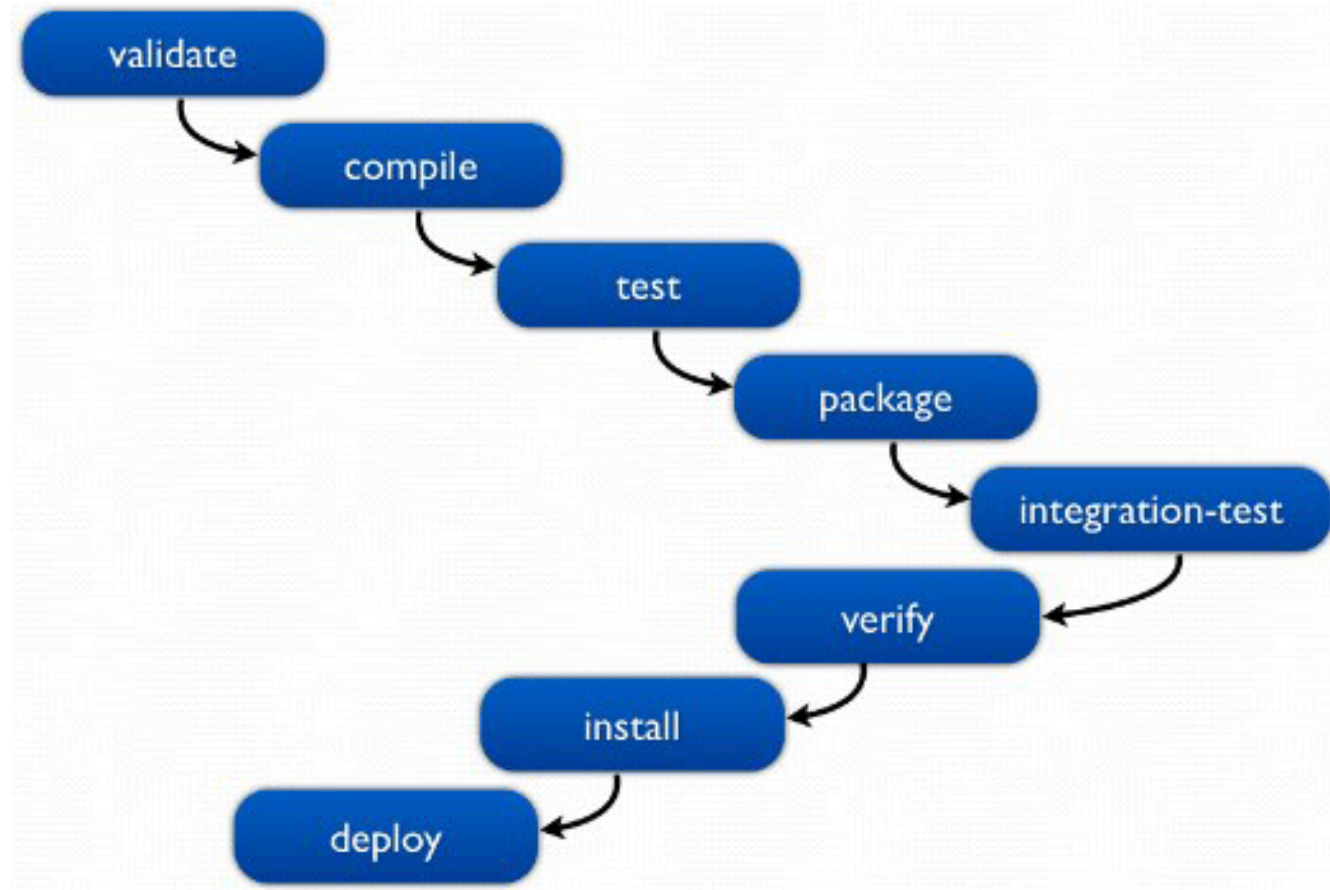 validate
compile
test
package
integration-test
verify
install
deploy